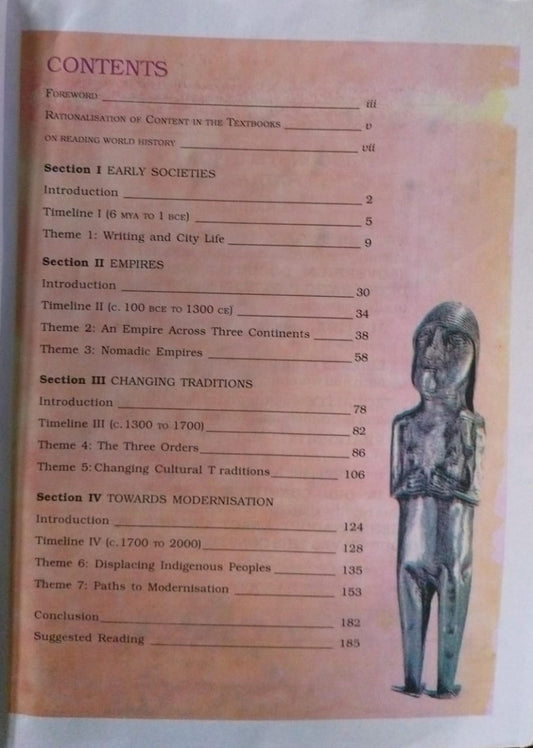 CONTENTS
FOREWORD iii
RATIONALISATION OF CONTENT IN THE TEXTBOOKS v
ON READING WORLD HISTORY vii
Section I EARLY SOCIETIES
Introduction 2
Timeline I (6 MYA TO 1 BCE) 5
Theme 1: Writing and City Life 9
Section II EMPIRES
Introduction 30
Timeline II (C. 100 BCE TO 1300 CE) 34
Theme 2: An Empire Across Three Continents 38
Theme 3: Nomadic Empires 58
Section III CHANGING TRADITIONS
Introduction 78
Timeline III (C. 1300 TO 1700) 82
Theme 4: The Three Orders 86
Theme 5: Changing Cultural T raditions 106
Section IV TOWARDS MODERNISATION
Introduction 124
Timeline IV (C. 1700 TO 2000) 128
Theme 6: Displacing Indigenous Peoples 135
Theme 7: Paths to Modernisation 153
Conclusion 182
Suggested Reading 185